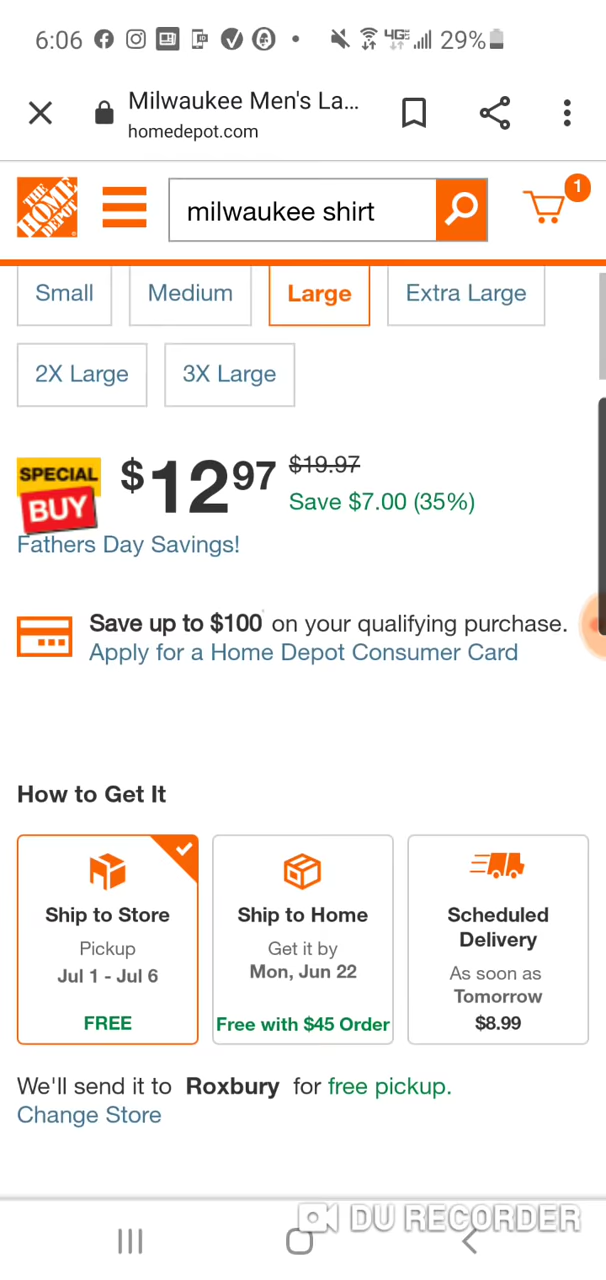 6:06 4GE 29%
Milwaukee Men's La...
homedepot.com
THE HOME DEPOT
milwaukee shirt
1
Small Medium Large Extra Large
2X Large 3X Large
SPECIAL BUY $12 97 $19.97
Save $7.00 (35%)
Fathers Day Savings!
Save up to $100 on your qualifying purchase.
Apply for a Home Depot Consumer Card
How to Get It
Ship to Store
Pickup
Jul 1 - Jul 6
FREE
Ship to Home
Get it by
Mon, Jun 22
Free with $45 Order
Scheduled
Delivery
As soon as
Tomorrow
$8.99
We'll send it to Roxbury for free pickup.
Change Store
DU RECORDER